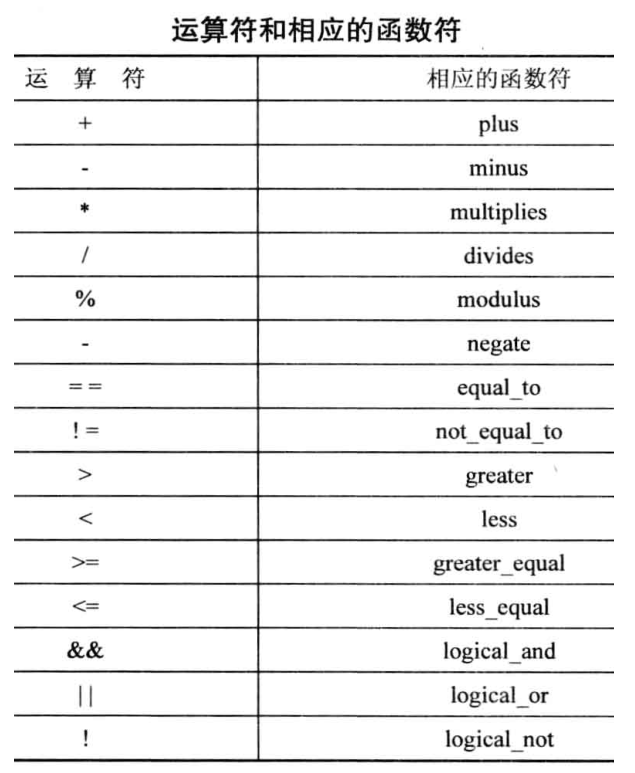 运算符和相应的函数符
运 算 符 相应的函数符
+ plus
- minus
* multiplies
/ divides
% modulus
- negate
= = equal_to
! = not_equal_to
> greater
< less
>= greater_equal
<= less_equal
&& logical_and
|| logical_or
! logical_not